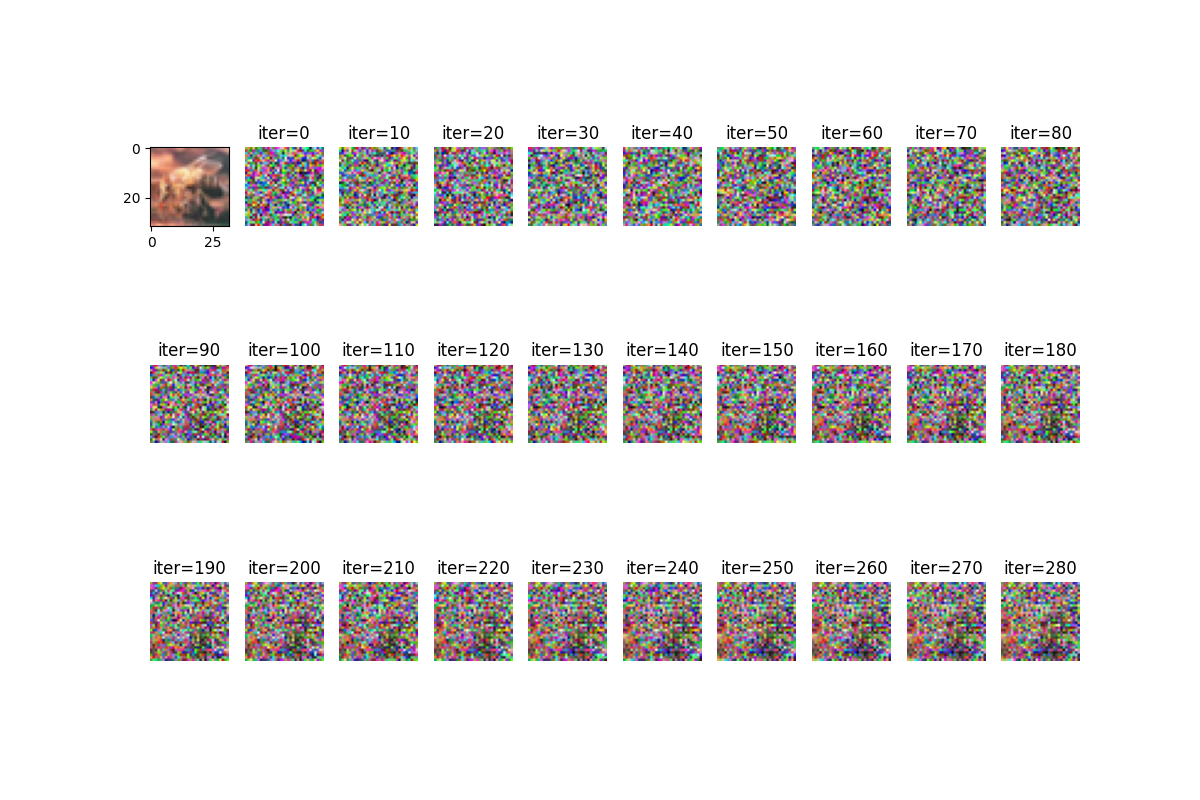 iter=0 iter=10 iter=20 iter=30 iter=40 iter=50 iter=60 iter=70 iter=80
0
20
0 25
iter=90 iter=100 iter=110 iter=120 iter=130 iter=140 iter=150 iter=160 iter=170 iter=180
iter=190 iter=200 iter=210 iter=220 iter=230 iter=240 iter=250 iter=260 iter=270 iter=280